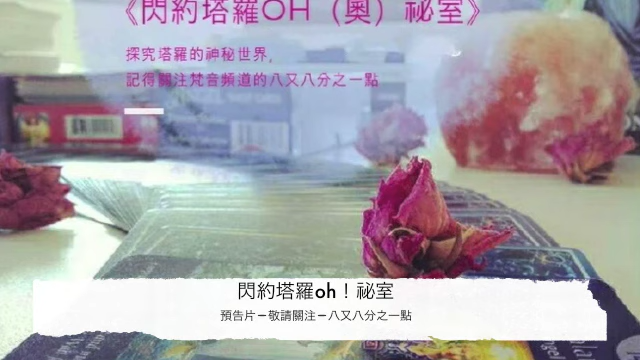 《閃約塔羅OH（奧）祕室》
探究塔羅的神秘世界,
記得關注梵音頻道的八又八分之一點
閃約塔羅oh！祕室
預告片－敬請關注－八又八分之一點